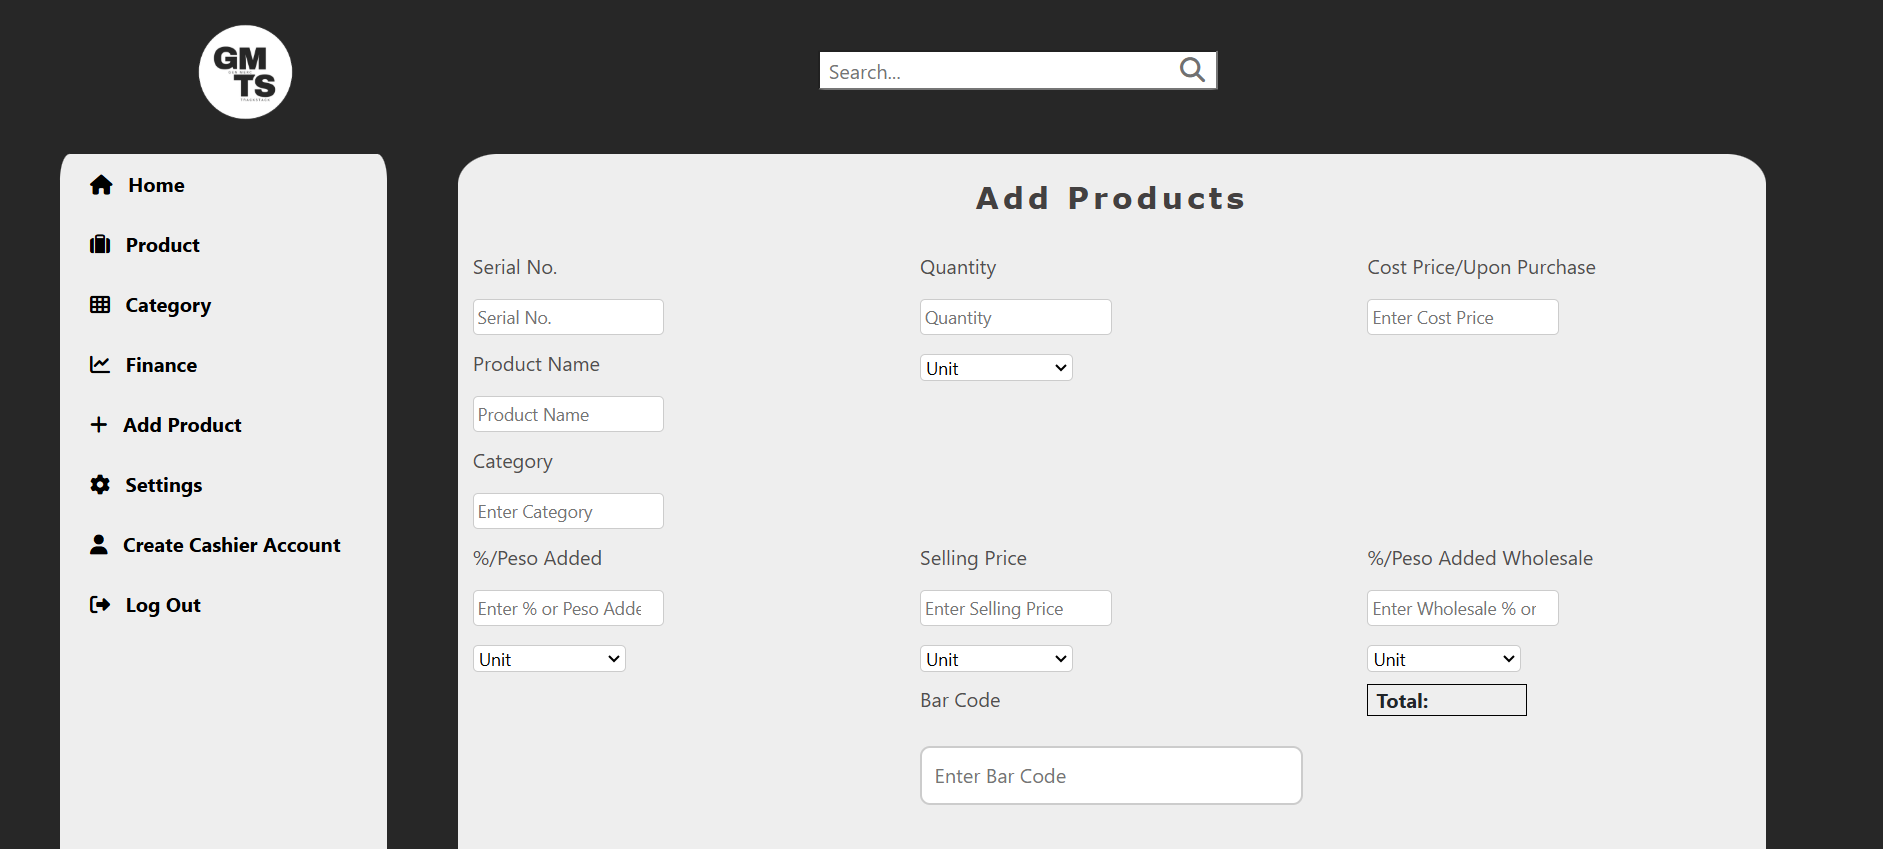 GM
TS
Search...
Home
Product
Category
Finance
Add Product
Settings
Create Cashier Account
Log Out
Add Products
Serial No.
Quantity
Cost Price/Upon Purchase
Serial No.
Quantity
Enter Cost Price
Product Name
Unit
Product Name
Category
Enter Category
%/Peso Added
Selling Price
%/Peso Added Wholesale
Enter % or Peso Adde
Enter Selling Price
Enter Wholesale % or
Unit
Unit
Unit
Bar Code
Total:
Enter Bar Code